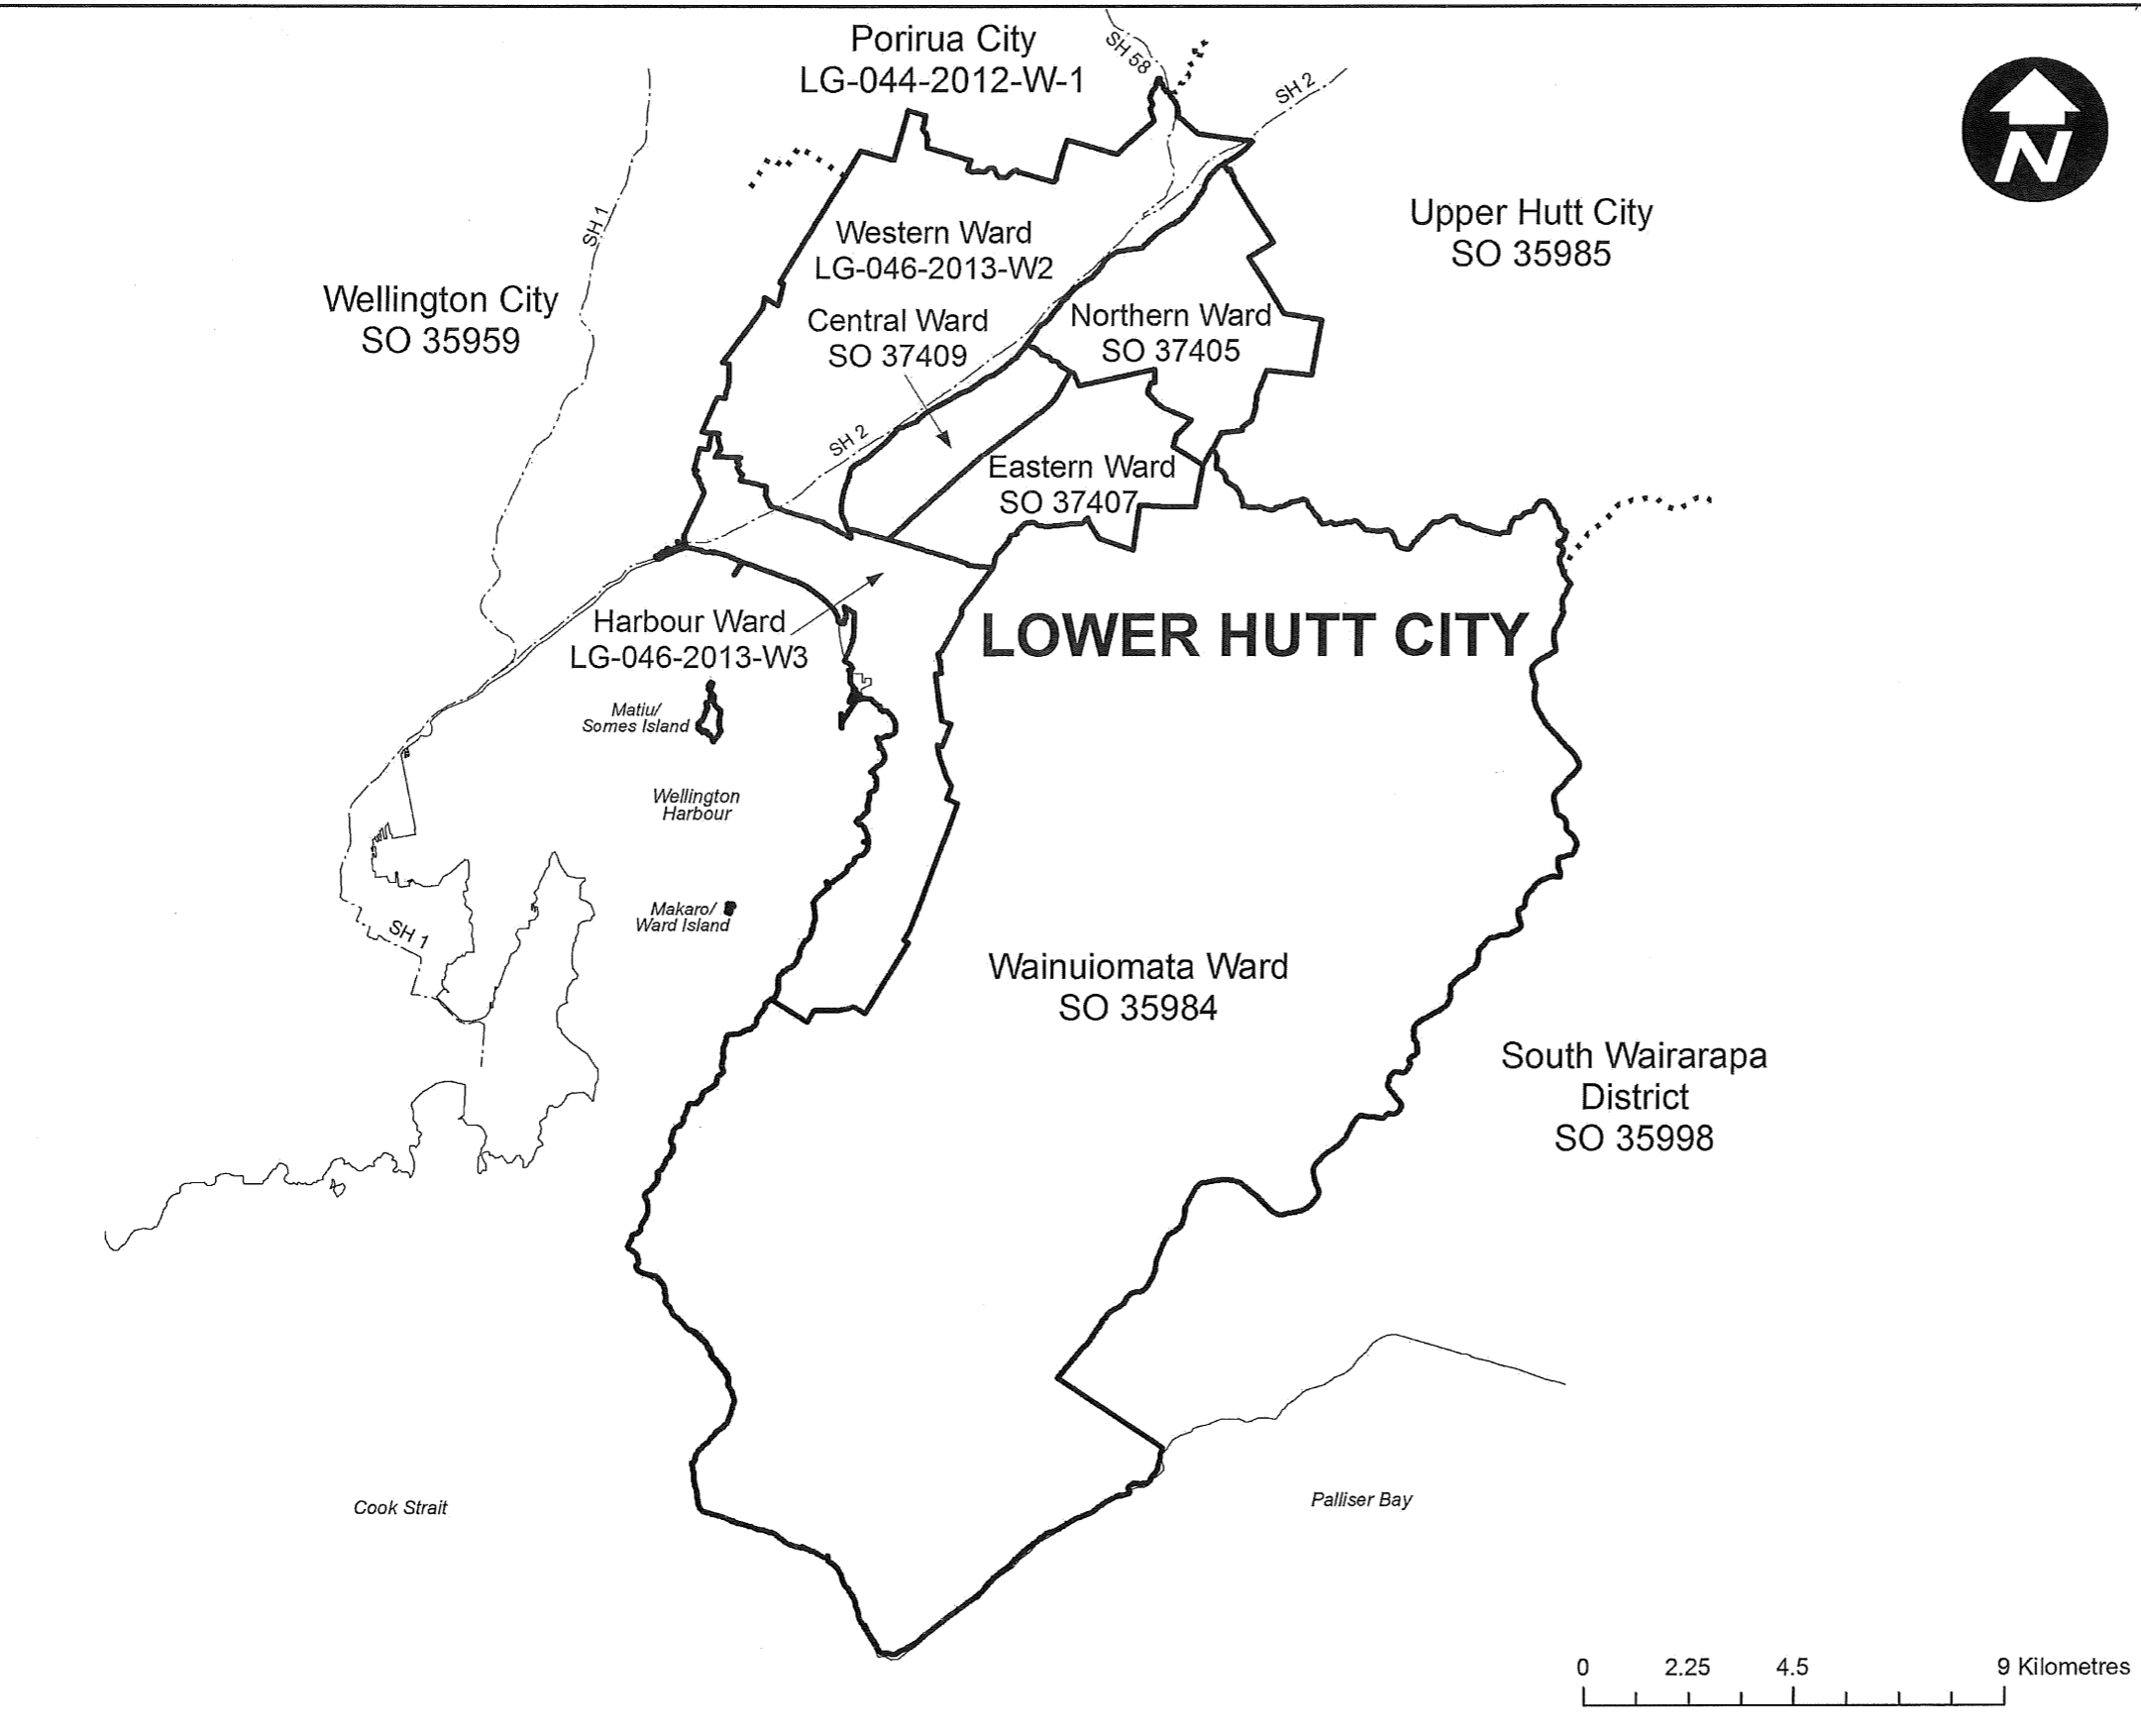 Porirua City
LG-044-2012-W-1
SH 58
SH 2
N
Upper Hutt City
SO 35985
SH 1
Western Ward
LG-046-2013-W2
Wellington City
SO 35959
Central Ward
SO 37409
Northern Ward
SO 37405
SH 2
Eastern Ward
SO 37407
Harbour Ward
LG-046-2013-W3
LOWER HUTT CITY
Matiu/
Somes Island
Wellington
Harbour
Makaro/
Ward Island
SH 1
Wainuiomata Ward
SO 35984
South Wairarapa
District
SO 35998
Cook Strait
Palliser Bay
0 2.25 4.5 9 Kilometres